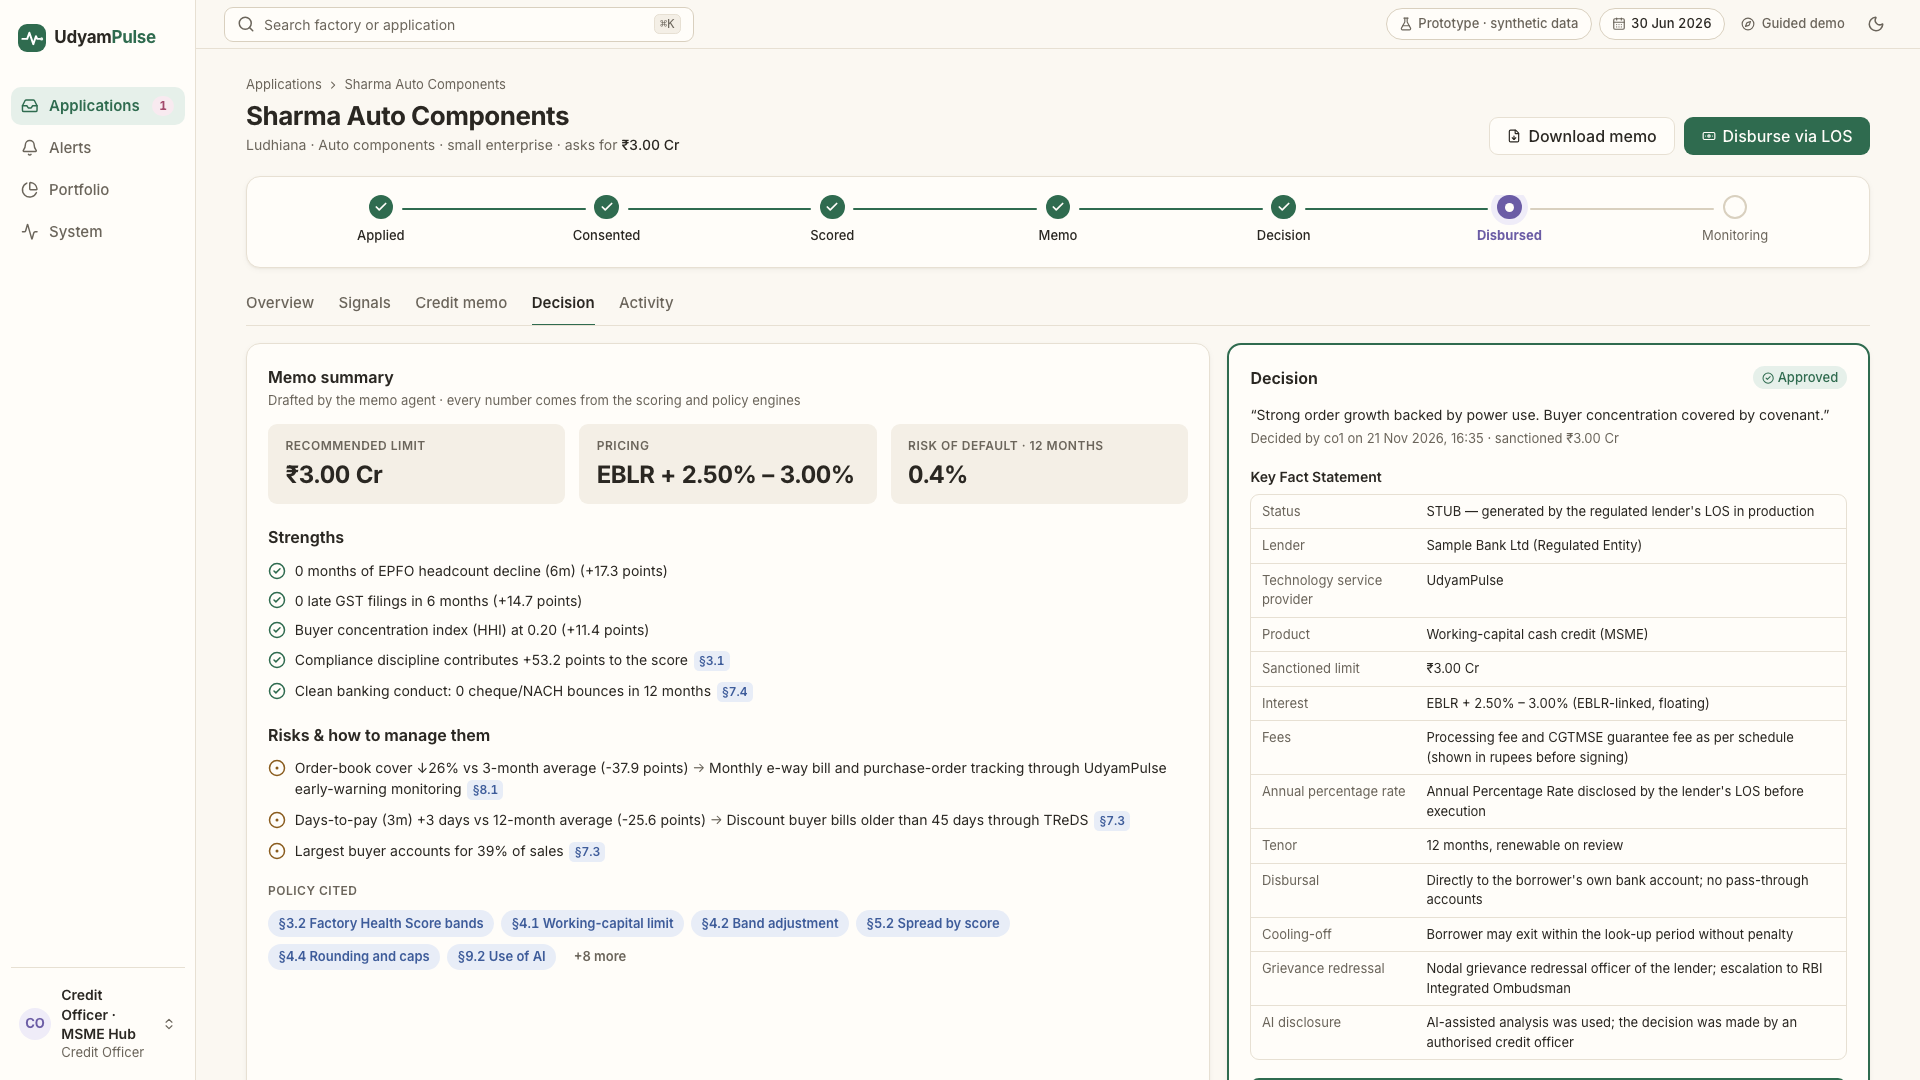 UdyamPulse
Search factory or application
⌘K
Prototype · synthetic data
30 Jun 2026
Guided demo
Applications 1
Alerts
Portfolio
System
Applications › Sharma Auto Components
Sharma Auto Components
Ludhiana · Auto components · small enterprise · asks for ₹3.00 Cr
Download memo
Disburse via LOS
Applied
Consented
Scored
Memo
Decision
Disbursed
Monitoring
Overview
Signals
Credit memo
Decision
Activity
Memo summary
Drafted by the memo agent · every number comes from the scoring and policy engines
RECOMMENDED LIMIT
₹3.00 Cr
PRICING
EBLR + 2.50% – 3.00%
RISK OF DEFAULT · 12 MONTHS
0.4%
Strengths
0 months of EPFO headcount decline (6m) (+17.3 points)
0 late GST filings in 6 months (+14.7 points)
Buyer concentration index (HHI) at 0.20 (+11.4 points)
Compliance discipline contributes +53.2 points to the score §3.1
Clean banking conduct: 0 cheque/NACH bounces in 12 months §7.4
Risks & how to manage them
Order-book cover ↓26% vs 3-month average (-37.9 points) → Monthly e-way bill and purchase-order tracking through UdyamPulse
early-warning monitoring §8.1
Days-to-pay (3m) +3 days vs 12-month average (-25.6 points) → Discount buyer bills older than 45 days through TReDS §7.3
Largest buyer accounts for 39% of sales §7.3
POLICY CITED
§3.2 Factory Health Score bands
§4.1 Working-capital limit
§4.2 Band adjustment
§5.2 Spread by score
§4.4 Rounding and caps
§9.2 Use of AI
+8 more
Decision
Approved
“Strong order growth backed by power use. Buyer concentration covered by covenant.”
Decided by co1 on 21 Nov 2026, 16:35 · sanctioned ₹3.00 Cr
Key Fact Statement
Status STUB — generated by the regulated lender's LOS in production
Lender Sample Bank Ltd (Regulated Entity)
Technology service UdyamPulse
provider
Product Working-capital cash credit (MSME)
Sanctioned limit ₹3.00 Cr
Interest EBLR + 2.50% – 3.00% (EBLR-linked, floating)
Fees Processing fee and CGTMSE guarantee fee as per schedule
(shown in rupees before signing)
Annual percentage rate Annual Percentage Rate disclosed by the lender's LOS before
execution
Tenor 12 months, renewable on review
Disbursal Directly to the borrower's own bank account; no pass-through
accounts
Cooling-off Borrower may exit within the look-up period without penalty
Grievance redressal Nodal grievance redressal officer of the lender; escalation to RBI
Integrated Ombudsman
AI disclosure AI-assisted analysis was used; the decision was made by an
authorised credit officer
CO
Credit
Officer ·
MSME Hub
Credit Officer